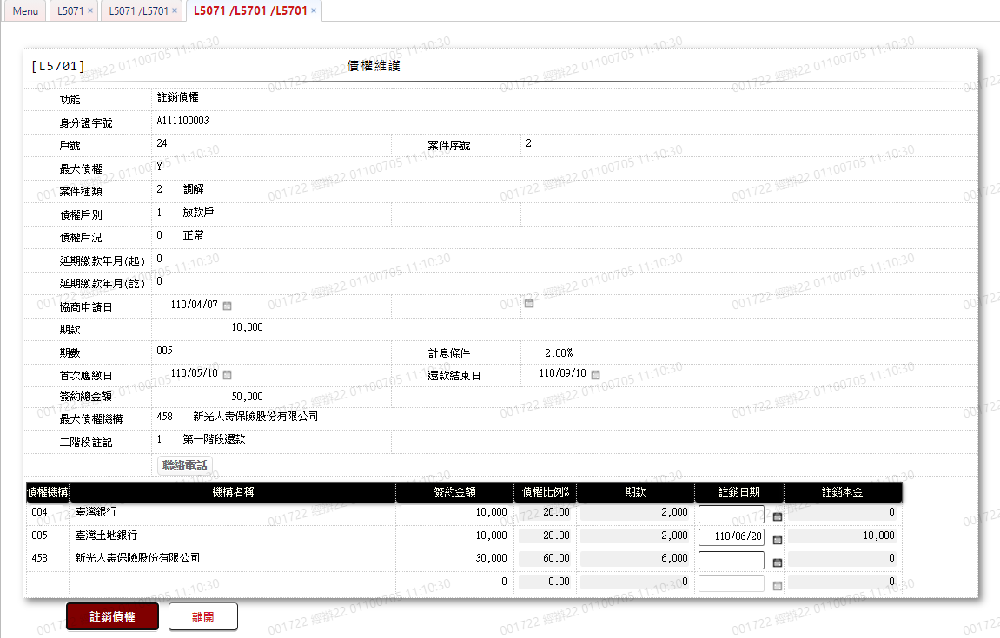 Menu L5071 × L5071 /L5701 × L5071 /L5701 /L5701 ×
[L5701] 債權維護
功能 註銷債權
身分證字號 A111100003
戶號 24 案件序號 2
最大債權 Y
案件種類 2 調解
債權戶別 1 放款戶
債權戶況 0 正常
延期繳款年月(起) 0
延期繳款年月(訖) 0
協商申請日 110/04/07
期款 10,000
期數 005 計息條件 2.00%
首次應繳日 110/05/10 還款結束日 110/09/10
簽約總金額 50,000
最大債權機構 458 新光人壽保險股份有限公司
二階段註記 1 第一階段還款
聯絡電話
債權機構 機構名稱 簽約金額 債權比例% 期款 註銷日期 註銷本金
004 臺灣銀行 10,000 20.00 2,000 0
005 臺灣土地銀行 10,000 20.00 2,000 110/06/20 10,000
458 新光人壽保險股份有限公司 30,000 60.00 6,000 0
0 0.00 0 0
註銷債權 離開
001722 經辦22 01100705 11:10:30